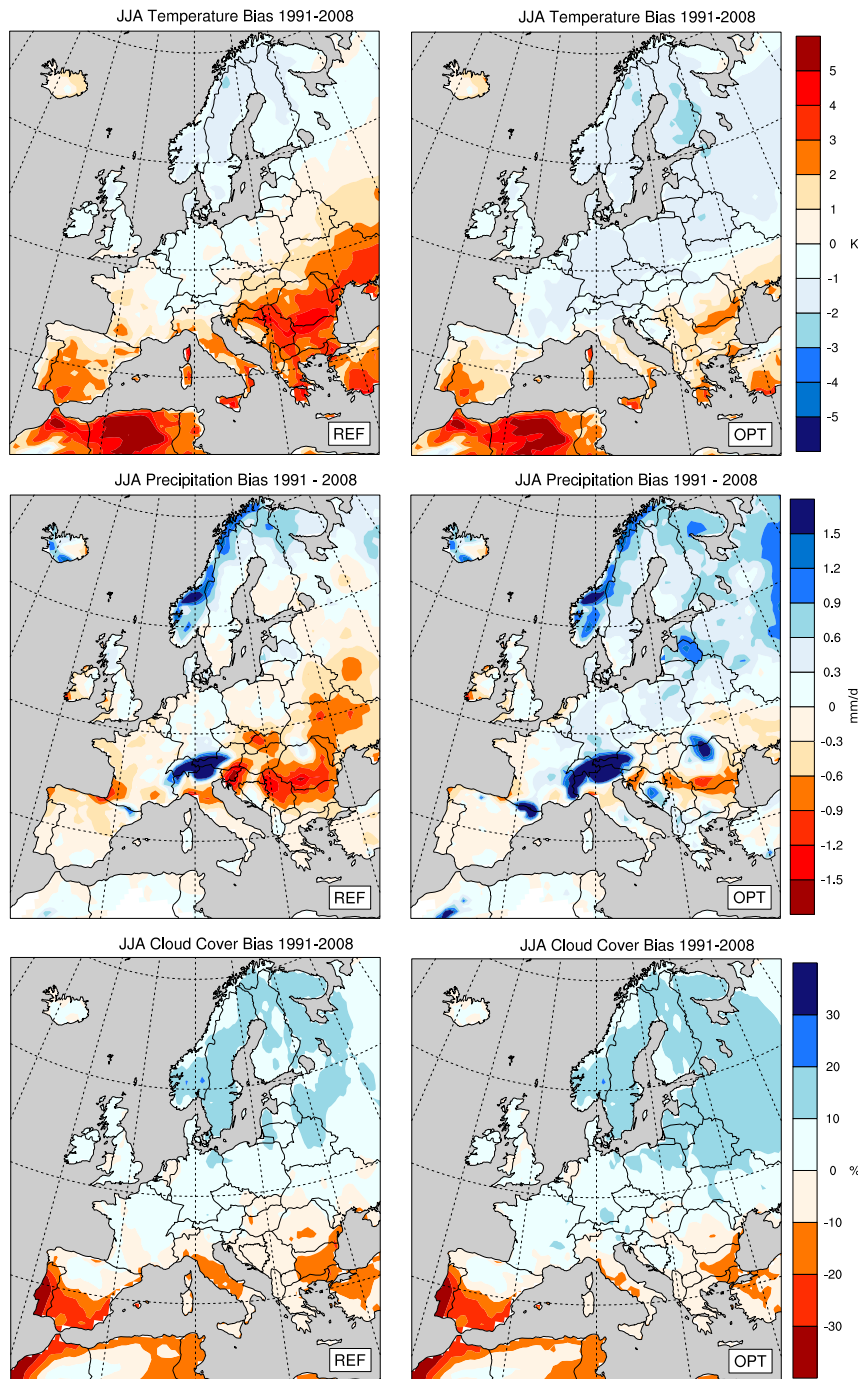 JJA Temperature Bias 1991-2008
JJA Temperature Bias 1991-2008
5
4
3
2
1
0 K
-1
-2
-3
-4
-5
REF
OPT
JJA Precipitation Bias 1991 - 2008
JJA Precipitation Bias 1991 - 2008
1.5
1.2
0.9
0.6
0.3
0
-0.3
-0.6
-0.9
-1.2
-1.5
mm/d
REF
OPT
JJA Cloud Cover Bias 1991-2008
JJA Cloud Cover Bias 1991-2008
30
20
10
0 %
-10
-20
-30
REF
OPT